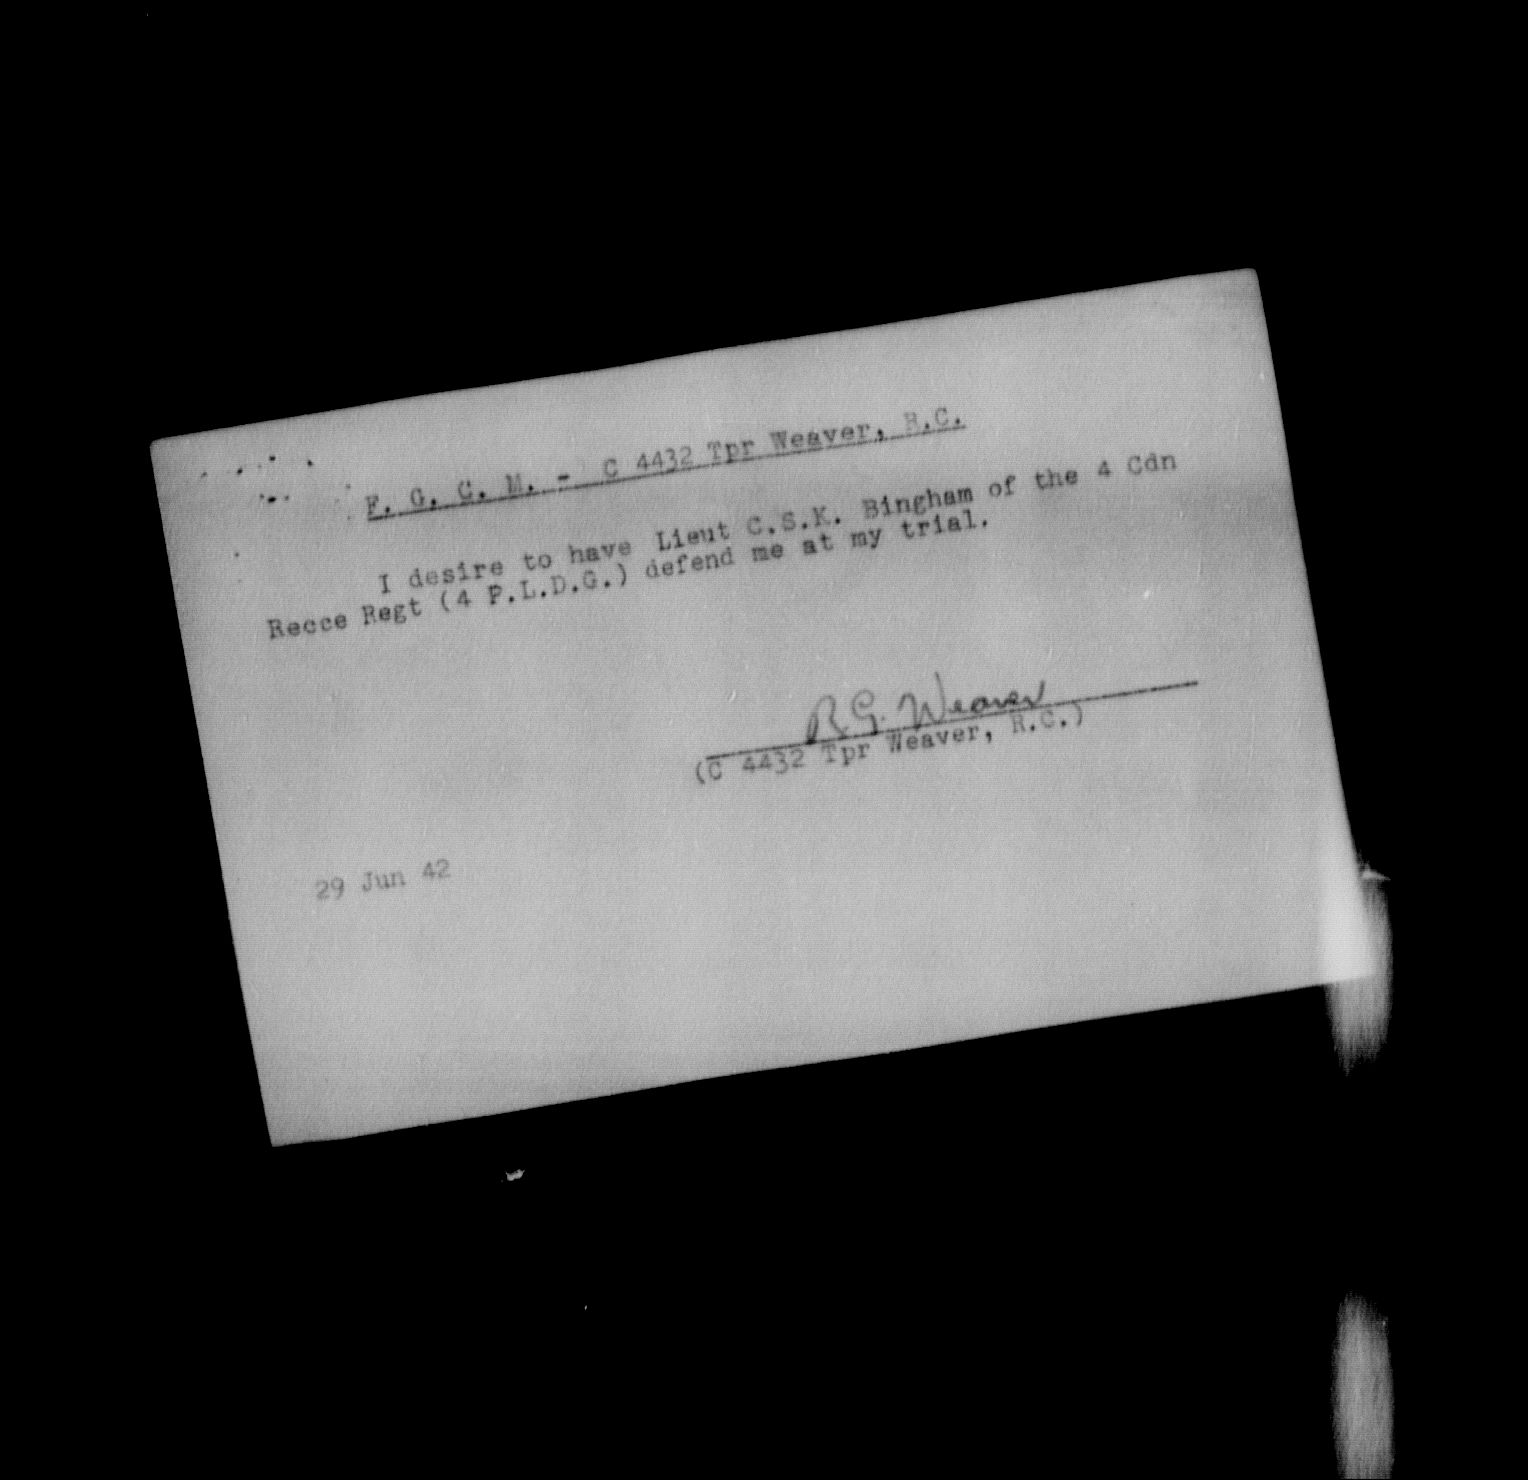 F. G. C. M. - C 4432 Tpr Weaver, R.C.
I desire to have Lieut C.S.K. Bingham of the 4 Cdn
Recce Regt (4 P.L.D.G.) defend me at my trial.
R.G. Weaver
(C 4432 Tpr Weaver, R.C.)
29 Jun 42